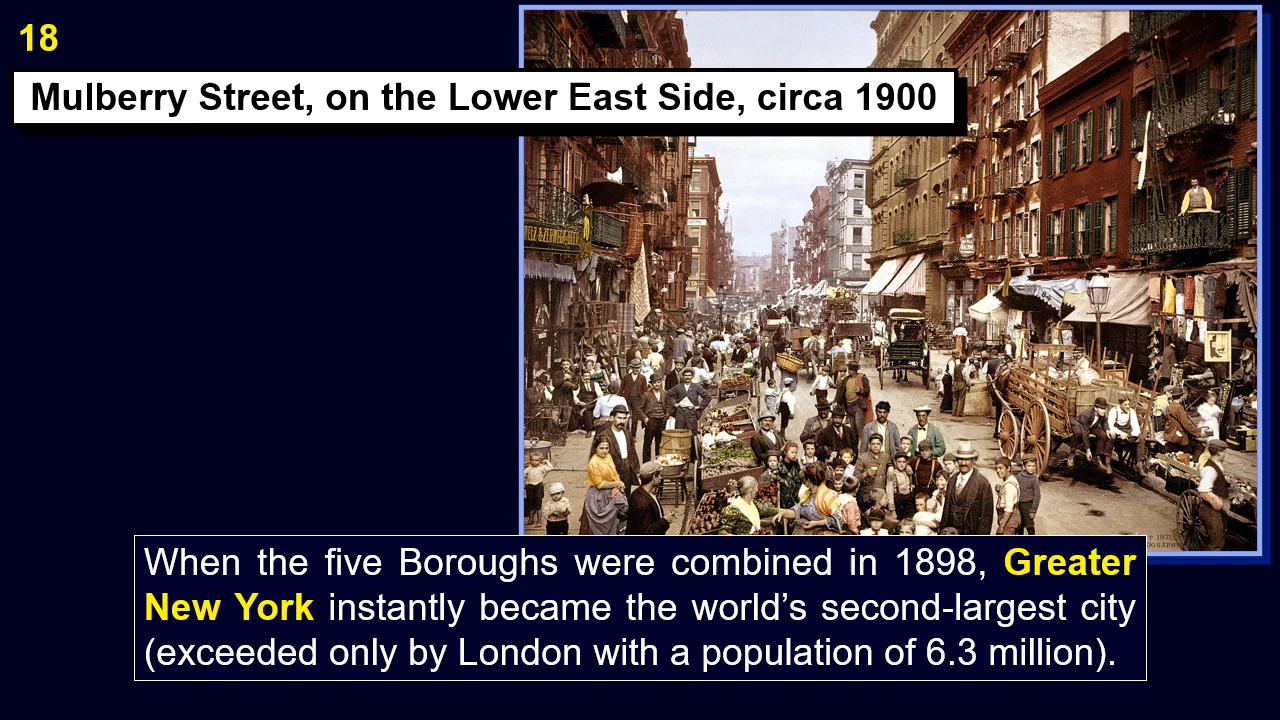 18
Mulberry Street, on the Lower East Side, circa 1900
When the five Boroughs were combined in 1898, Greater
New York instantly became the world’s second-largest city
(exceeded only by London with a population of 6.3 million).